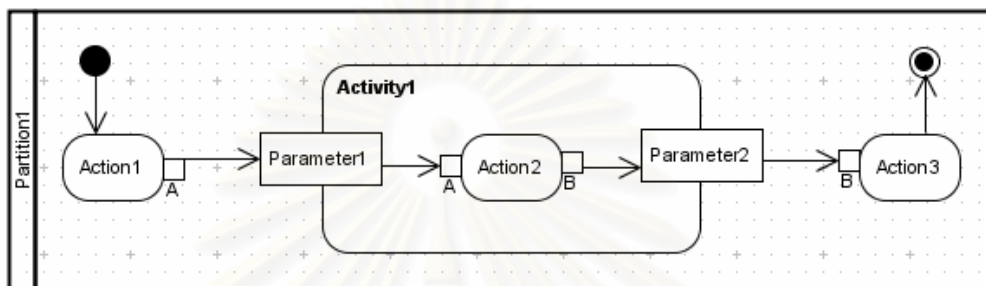 Partition1
Activity1
Action1
A
Parameter1
A
Action2
B
Parameter2
B
Action3